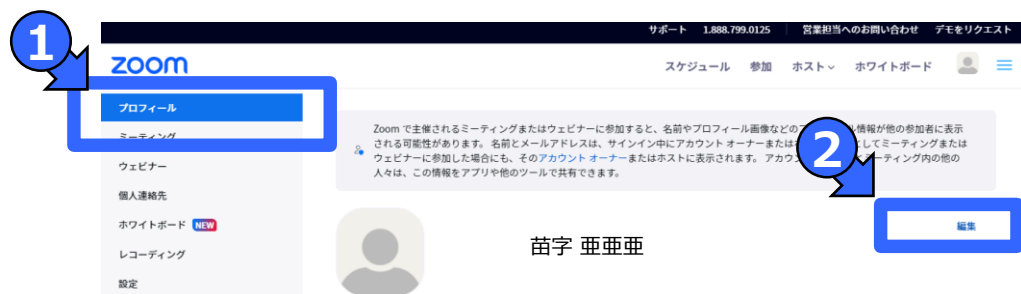 サポート 1.888.799.0125 営業担当へのお問い合わせ デモをリクエスト
1
zoom
スケジュール 参加 ホスト ホワイトボード
プロフィール
ミーティング
ウェビナー
個人連絡先
ホワイトボード NEW
レコーディング
設定
Zoom で主催されるミーティングまたはウェビナーに参加すると、名前やプロフィール画像などの
情報が他の参加者に表示
される可能性があります。 名前とメールアドレスは、サインイン中にアカウント オーナーまたは
としてミーティングまたは
ウェビナーに参加した場合にも、その アカウント オーナーまたはホストに表示されます。 アカウ
ミーティング内の他の
人々は、この情報をアプリや他のツールで共有できます。
2
苗字 亜亜亜
編集